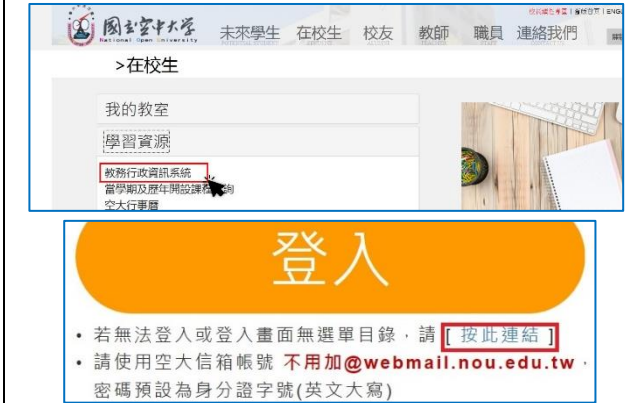 國立空中大學
National Open University
未來學生 在校生 校友 教師 職員 連絡我們
>在校生
我的教室
學習資源
教務行政資訊系統
當學期及歷年開設課程 詢
空大行事曆
登入
• 若無法登入或登入畫面無選單目錄,請 [ 按此連結 ]
• 請使用空大信箱帳號 不用加@webmail.nou.edu.tw,
密碼預設為身分證字號(英文大寫)